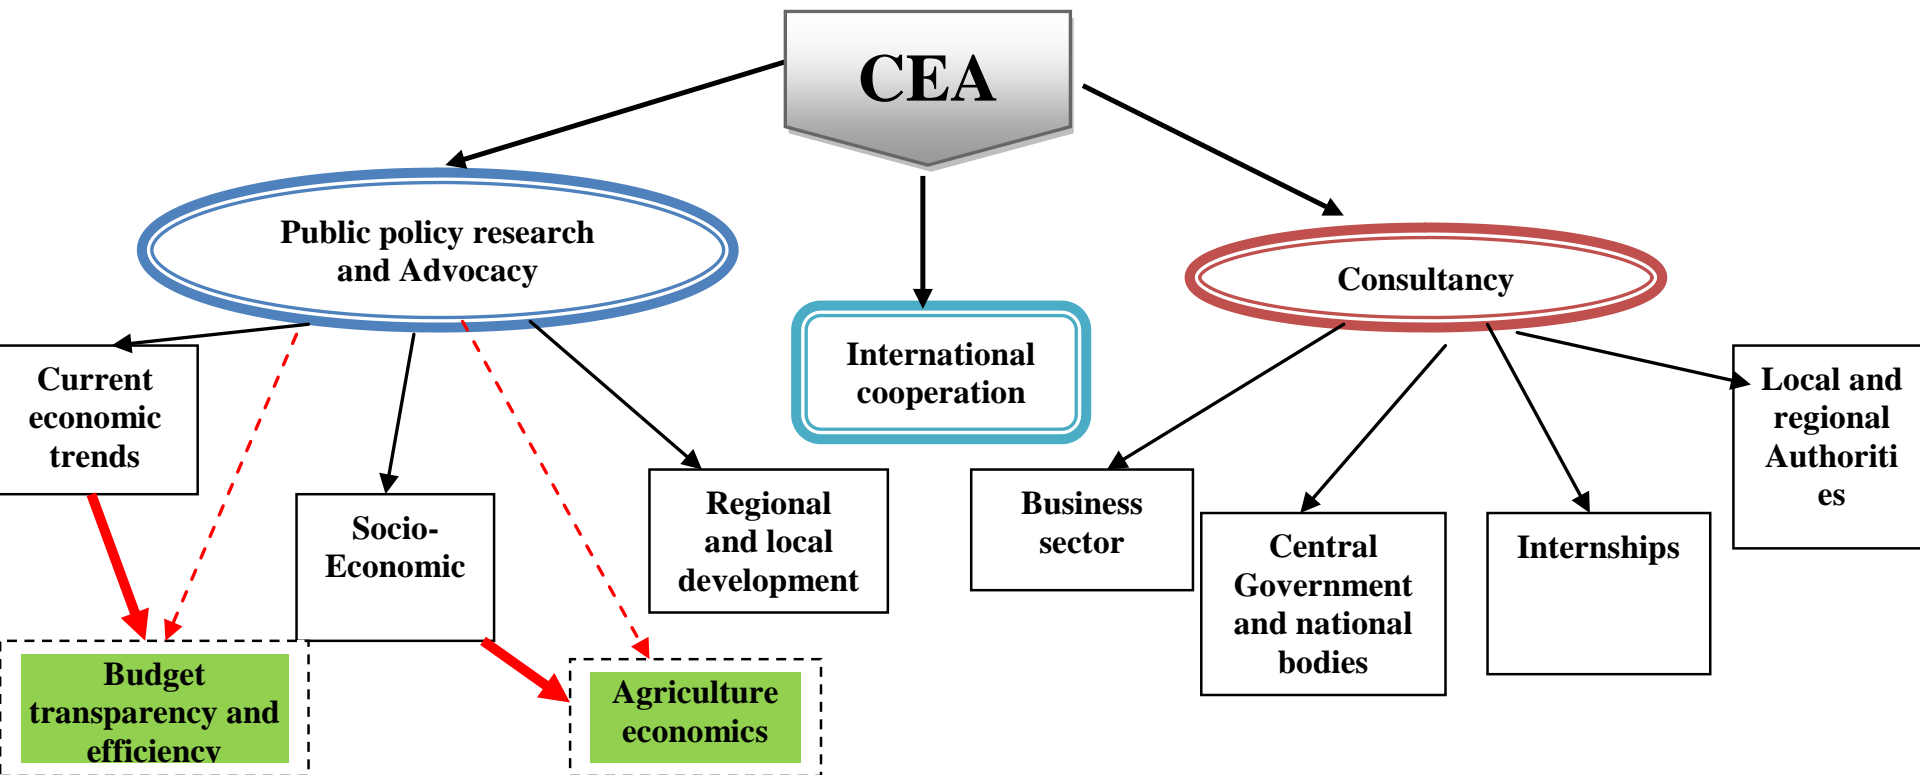 CEA
Public policy research
and Advocacy
Consultancy
International
cooperation
Current
economic
trends
Local and
regional
Authoriti
es
Socio-
Economic
Regional
and local
development
Business
sector
Central
Government
and national
bodies
Internships
Budget
transparency and
efficiency
Agriculture
economics